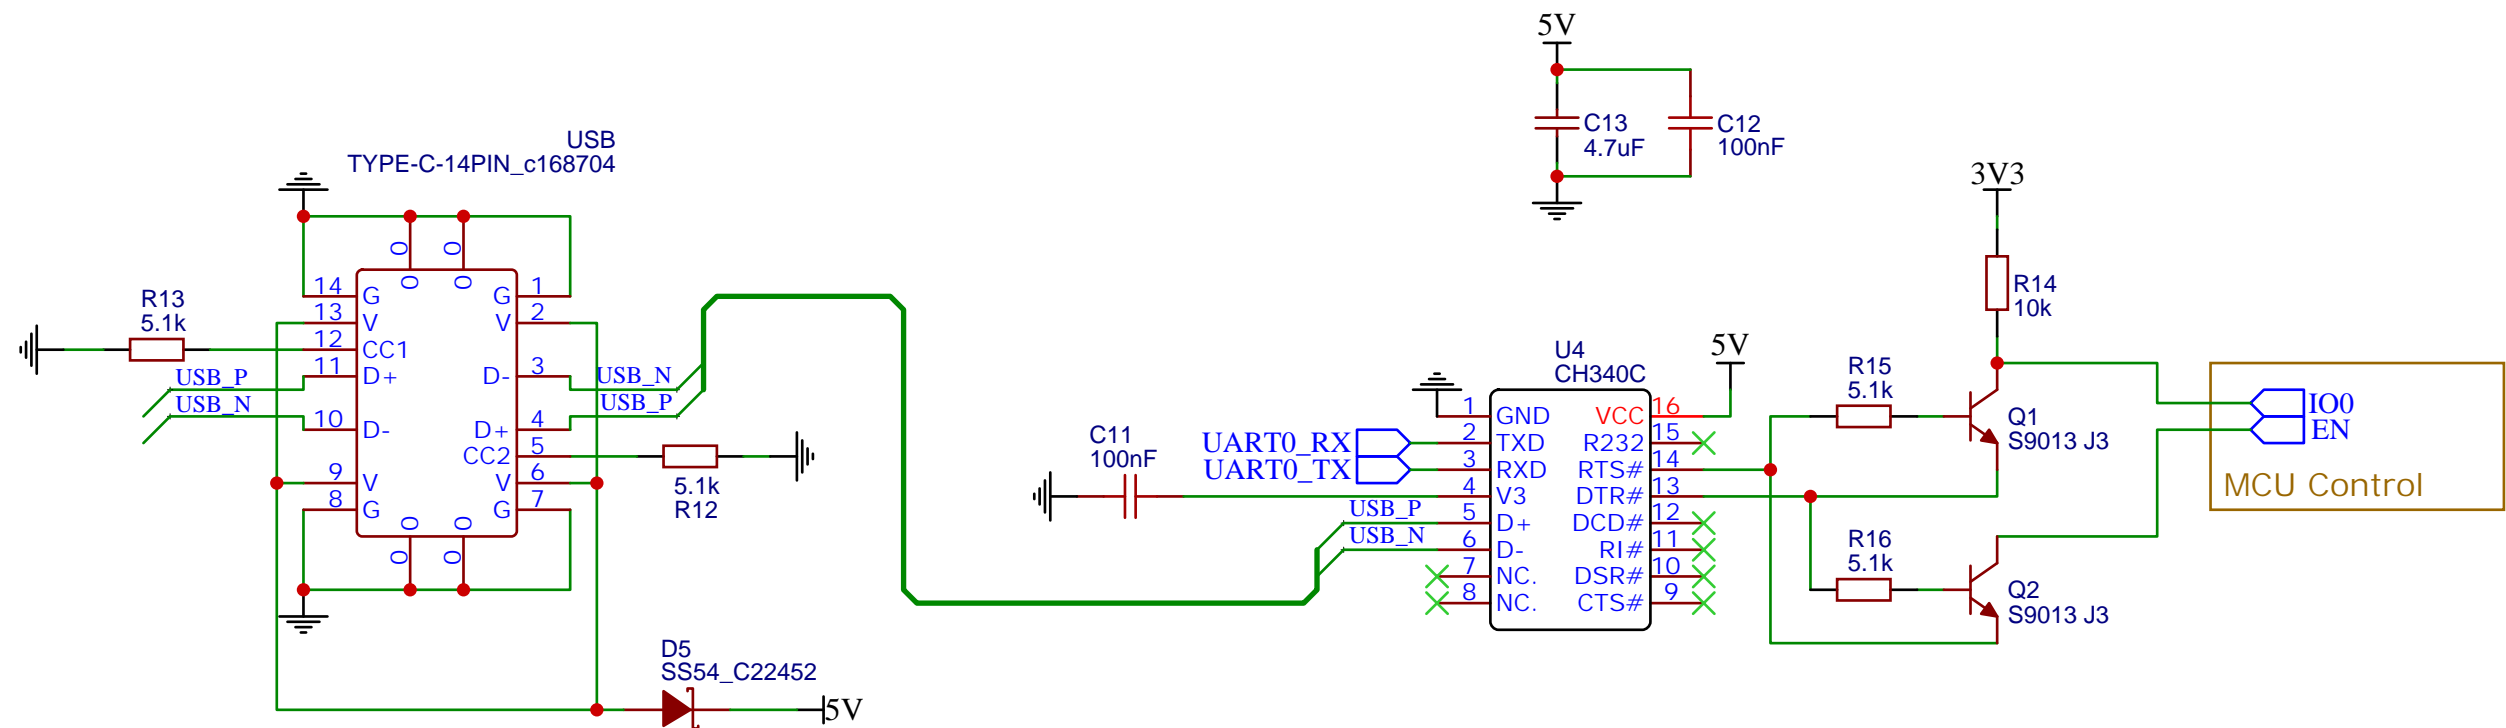 5V
C13
4.7uF
C12
100nF
USB
TYPE-C-14PIN_c168704
0 0
0 0
14 G
13 V
12 CC1
11 D+
10 D-
9 V
8 G
G 1
V 2
D- 3
D+ 4
CC2 5
V 6
G 7
0 0
0 0
R13
5.1k
USB_P
USB_N
USB_N
USB_P
5.1k
R12
D5
SS54_C22452
5V
C11
100nF
UART0_RX
UART0_TX
USB_P
USB_N
U4
CH340C
1 GND
2 TXD
3 RXD
4 V3
5 D+
6 D-
7 NC.
8 NC.
VCC 16
R232 15
RTS# 14
DTR# 13
DCD# 12
RI# 11
DSR# 10
CTS# 9
5V
3V3
R14
10k
R15
5.1k
Q1
S9013 J3
R16
5.1k
Q2
S9013 J3
IO0
EN
MCU Control